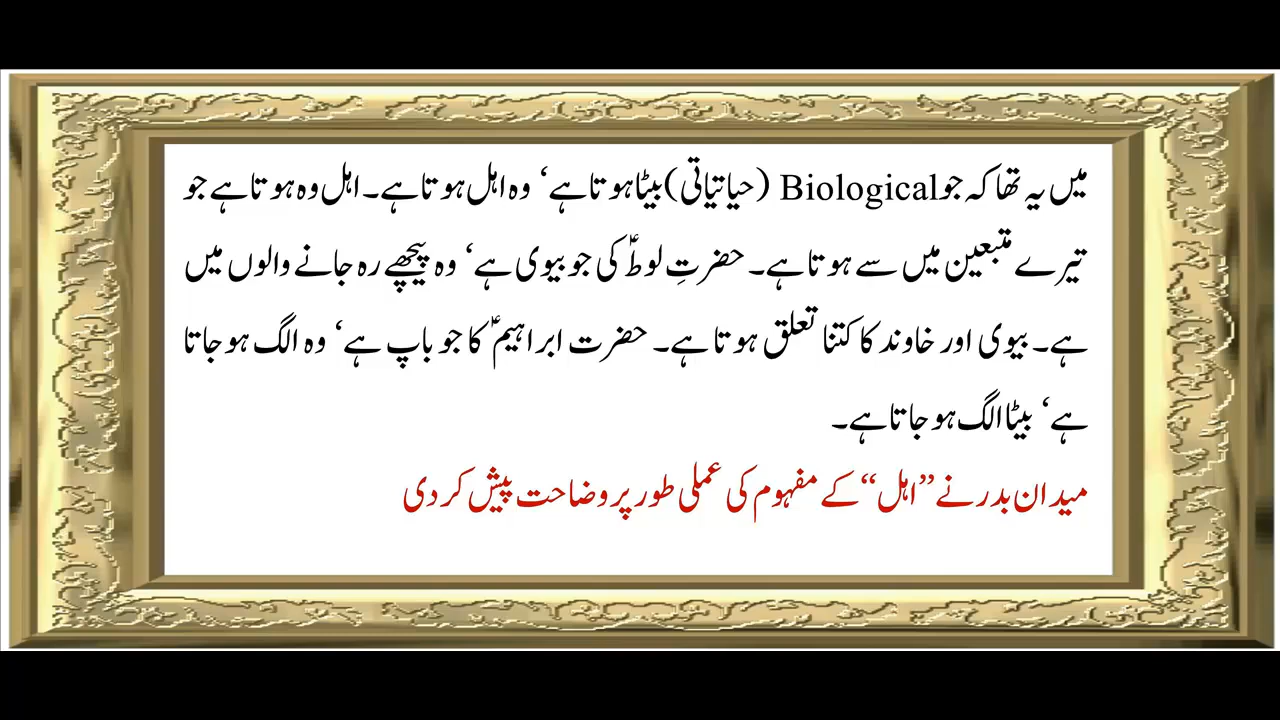 میں یہ تھا کہ جو Biological (حیاتیاتی) بیٹا ہوتا ہے‘ وہ اہل ہوتا ہے۔ اہل وہ ہوتا ہے جو
تیرے متبعین میں سے ہوتا ہے۔ حضرتِ لوطؑ کی جو بیوی ہے‘ وہ پیچھے رہ جانے والوں میں
ہے۔ بیوی اور خاوند کا کتنا تعلق ہوتا ہے۔ حضرت ابراہیمؑ کا جو باپ ہے‘ وہ الگ ہو جاتا
ہے‘ بیٹا الگ ہو جاتا ہے۔
میدان بدر نے ’’اہل‘‘ کے مفہوم کی عملی طور پر وضاحت پیش کر دی